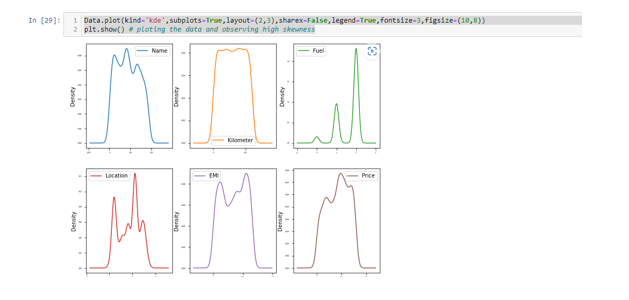 In [29]:
1 Data.plot(kind='kde',subplots=True,layout=(2,3),sharex=False,legend=True,fontsize=3,figsize=(10,8))
2 plt.show() # ploting the data and observing high skewness
Density Name
Density Kilometer
Density Fuel
Density Location
Density EMI
Density Price